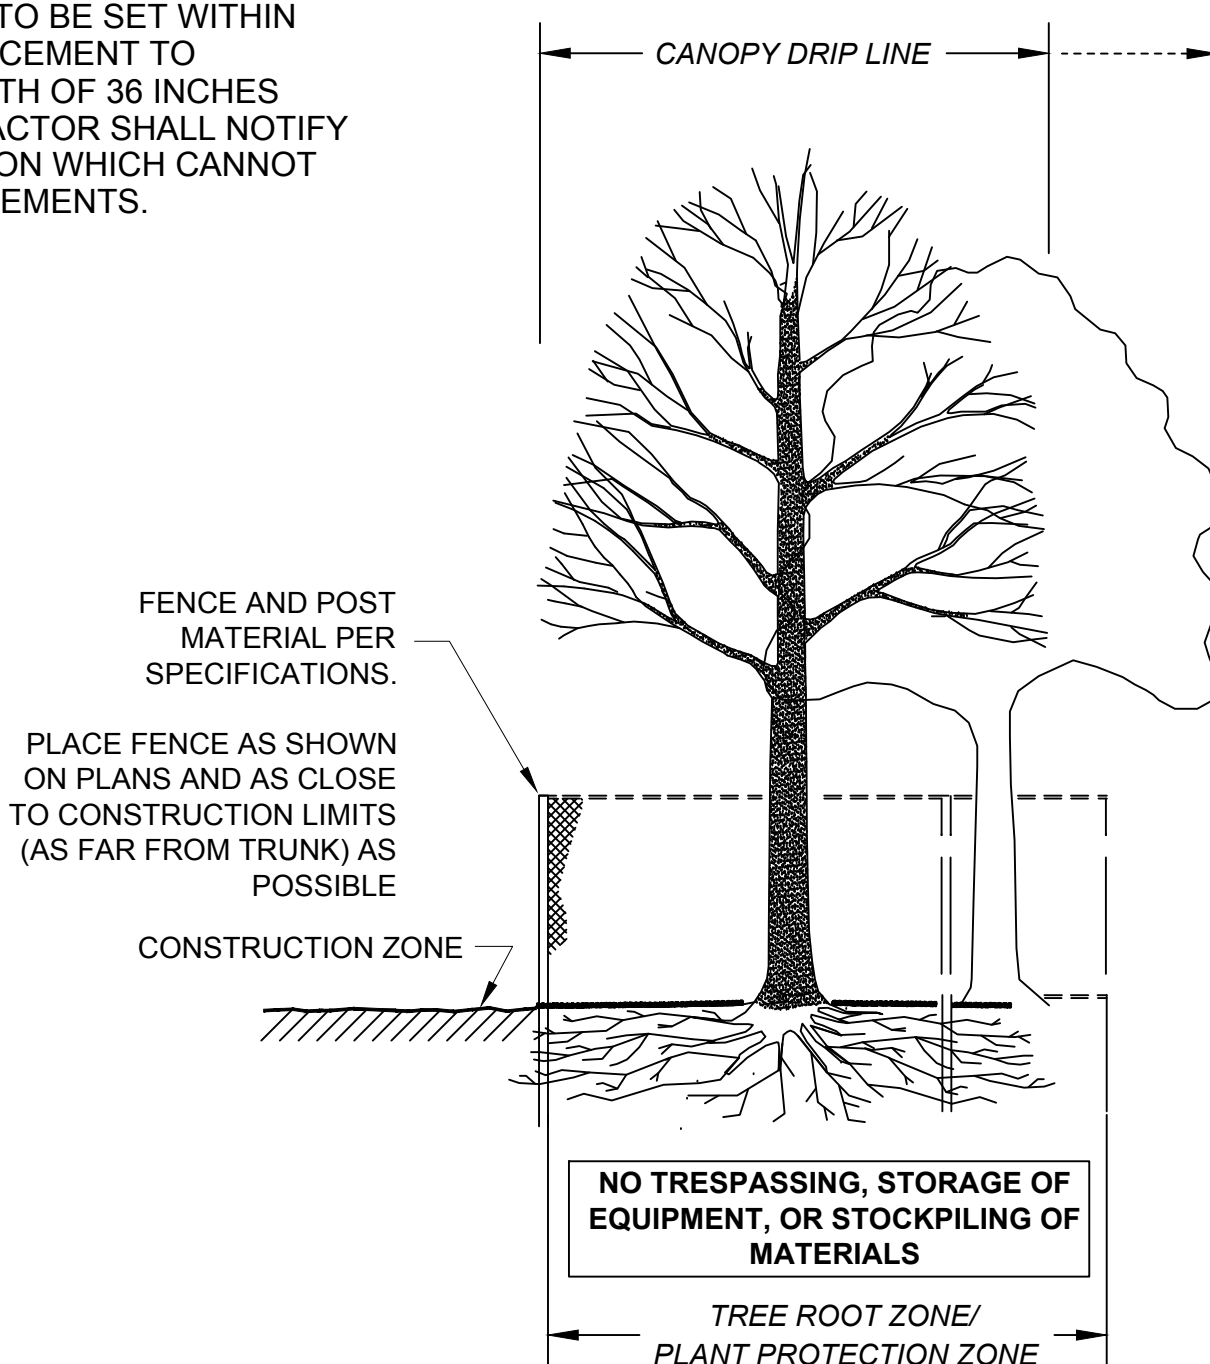 TO BE SET WITHIN
CEMENT TO
TH OF 36 INCHES
ACTOR SHALL NOTIFY
ON WHICH CANNOT
EMENTS.
CANOPY DRIP LINE
FENCE AND POST
MATERIAL PER
SPECIFICATIONS.
PLACE FENCE AS SHOWN
ON PLANS AND AS CLOSE
TO CONSTRUCTION LIMITS
(AS FAR FROM TRUNK) AS
POSSIBLE
CONSTRUCTION ZONE
NO TRESPASSING, STORAGE OF
EQUIPMENT, OR STOCKPILING OF
MATERIALS
TREE ROOT ZONE/
PLANT PROTECTION ZONE